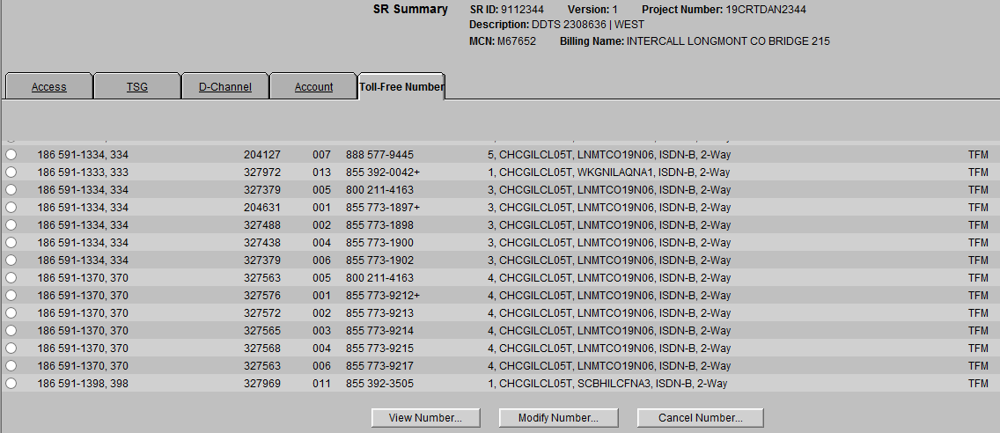 SR Summary SR ID: 9112344 Version: 1 Project Number: 19CRTDAN2344
Description: DDTS 2308636 | WEST
MCN: M67652 Billing Name: INTERCALL LONGMONT CO BRIDGE 215
Access TSG D-Channel Account Toll-Free Number
186 591-1334, 334 204127 007 888 577-9445 5, CHCGILCL05T, LNMTCO19N06, ISDN-B, 2-Way TFM
186 591-1333, 333 327972 013 855 392-0042+ 1, CHCGILCL05T, WKGNILAQNA1, ISDN-B, 2-Way TFM
186 591-1334, 334 327379 005 800 211-4163 3, CHCGILCL05T, LNMTCO19N06, ISDN-B, 2-Way TFM
186 591-1334, 334 204631 001 855 773-1897+ 3, CHCGILCL05T, LNMTCO19N06, ISDN-B, 2-Way TFM
186 591-1334, 334 327488 002 855 773-1898 3, CHCGILCL05T, LNMTCO19N06, ISDN-B, 2-Way TFM
186 591-1334, 334 327438 004 855 773-1900 3, CHCGILCL05T, LNMTCO19N06, ISDN-B, 2-Way TFM
186 591-1334, 334 327379 006 855 773-1902 3, CHCGILCL05T, LNMTCO19N06, ISDN-B, 2-Way TFM
186 591-1370, 370 327563 005 800 211-4163 4, CHCGILCL05T, LNMTCO19N06, ISDN-B, 2-Way TFM
186 591-1370, 370 327576 001 855 773-9212+ 4, CHCGILCL05T, LNMTCO19N06, ISDN-B, 2-Way TFM
186 591-1370, 370 327572 002 855 773-9213 4, CHCGILCL05T, LNMTCO19N06, ISDN-B, 2-Way TFM
186 591-1370, 370 327565 003 855 773-9214 4, CHCGILCL05T, LNMTCO19N06, ISDN-B, 2-Way TFM
186 591-1370, 370 327568 004 855 773-9215 4, CHCGILCL05T, LNMTCO19N06, ISDN-B, 2-Way TFM
186 591-1370, 370 327563 006 855 773-9217 4, CHCGILCL05T, LNMTCO19N06, ISDN-B, 2-Way TFM
186 591-1398, 398 327969 011 855 392-3505 1, CHCGILCL05T, SCBHILCFNA3, ISDN-B, 2-Way TFM
View Number... Modify Number... Cancel Number...